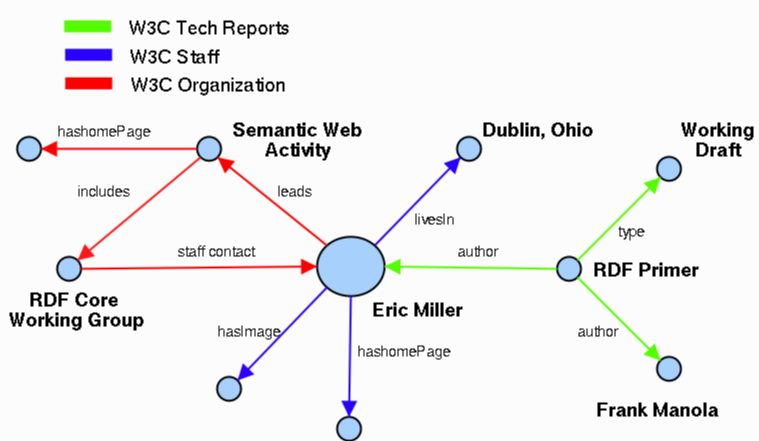 W3C Tech Reports
W3C Staff
W3C Organization
hashomePage
Semantic Web
Activity
Dublin, Ohio
Working
Draft
includes
leads
livesIn
type
staff contact
author
RDF Primer
RDF Core
Working Group
Eric Miller
hasImage
hashomePage
author
Frank Manola